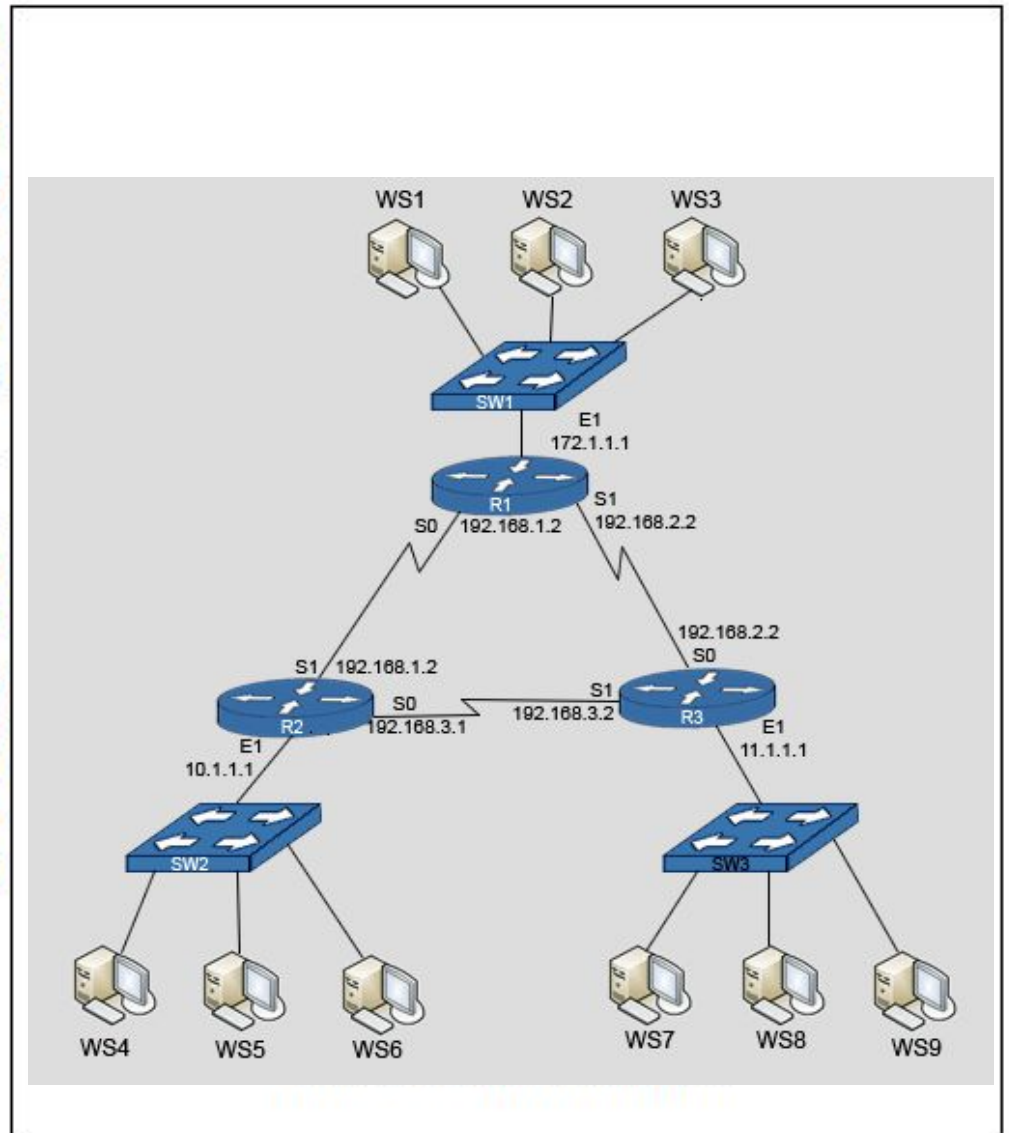 WS1 WS2 WS3
SW1
E1
172.1.1.1
R1
S1
S0 192.168.1.2
192.168.2.2
192.168.2.2
S0
S1 192.168.1.2
S0
S1
R2
192.168.3.1
192.168.3.2
R3
E1
10.1.1.1
E1
11.1.1.1
SW2
SW3
WS4 WS5 WS6
WS7 WS8 WS9